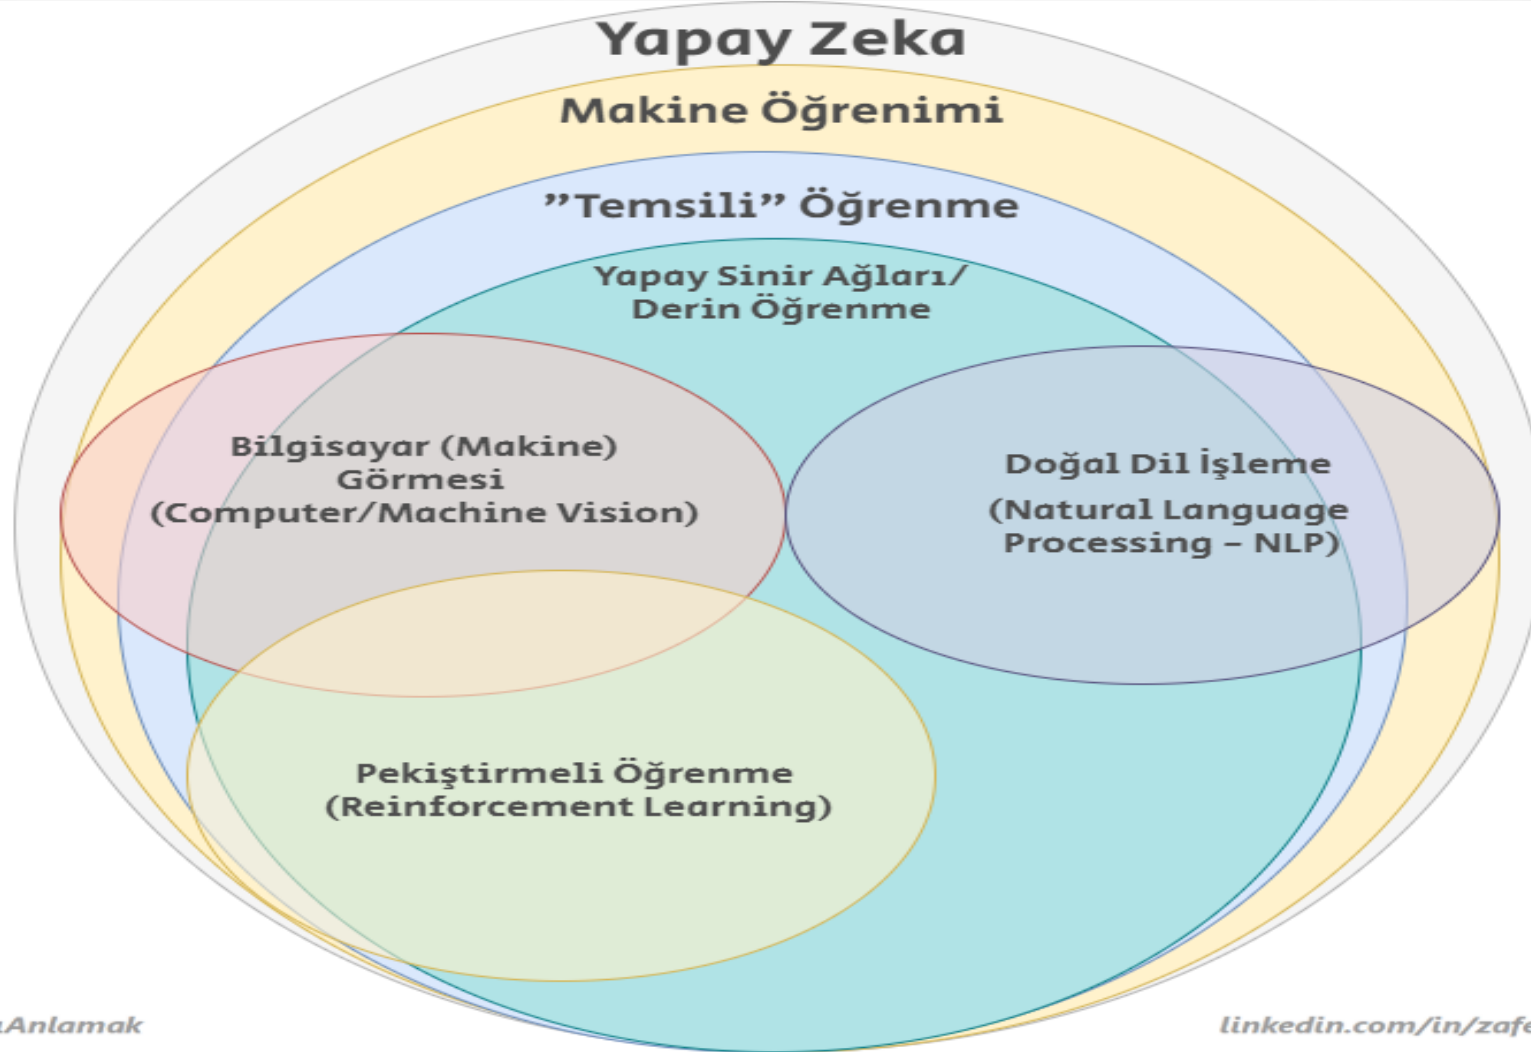 Yapay Zeka
Makine Öğrenimi
”Temsili” Öğrenme
Yapay Sinir Ağları/
Derin Öğrenme
Bilgisayar (Makine)
Görmesi
(Computer/Machine Vision)
Doğal Dil İşleme
(Natural Language
Processing – NLP)
Pekiştirmeli Öğrenme
(Reinforcement Learning)
Anlamak
linkedin.com/in/zafe